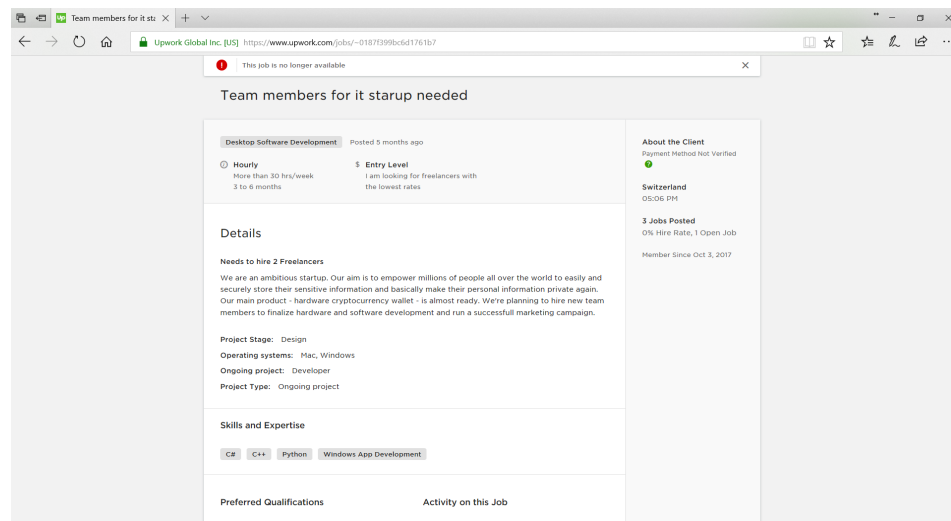 Up Team members for it sta
Upwork Global Inc. [US] https://www.upwork.com/jobs/~0187f399bc6d1761b7
This job is no longer available
Team members for it starup needed
Desktop Software Development Posted 5 months ago
Hourly
More than 30 hrs/week
3 to 6 months
$ Entry Level
I am looking for freelancers with
the lowest rates
Details
Needs to hire 2 Freelancers
We are an ambitious startup. Our aim is to empower millions of people all over the world to easily and
securely store their sensitive information and basically make their personal information private again.
Our main product - hardware cryptocurrency wallet - is almost ready. We're planning to hire new team
members to finalize hardware and software development and run a successfull marketing campaign.
Project Stage: Design
Operating systems: Mac, Windows
Ongoing project: Developer
Project Type: Ongoing project
Skills and Expertise
C# C++ Python Windows App Development
Preferred Qualifications
Activity on this Job
About the Client
Payment Method Not Verified
?
Switzerland
05:06 PM
3 Jobs Posted
0% Hire Rate, 1 Open Job
Member Since Oct 3, 2017